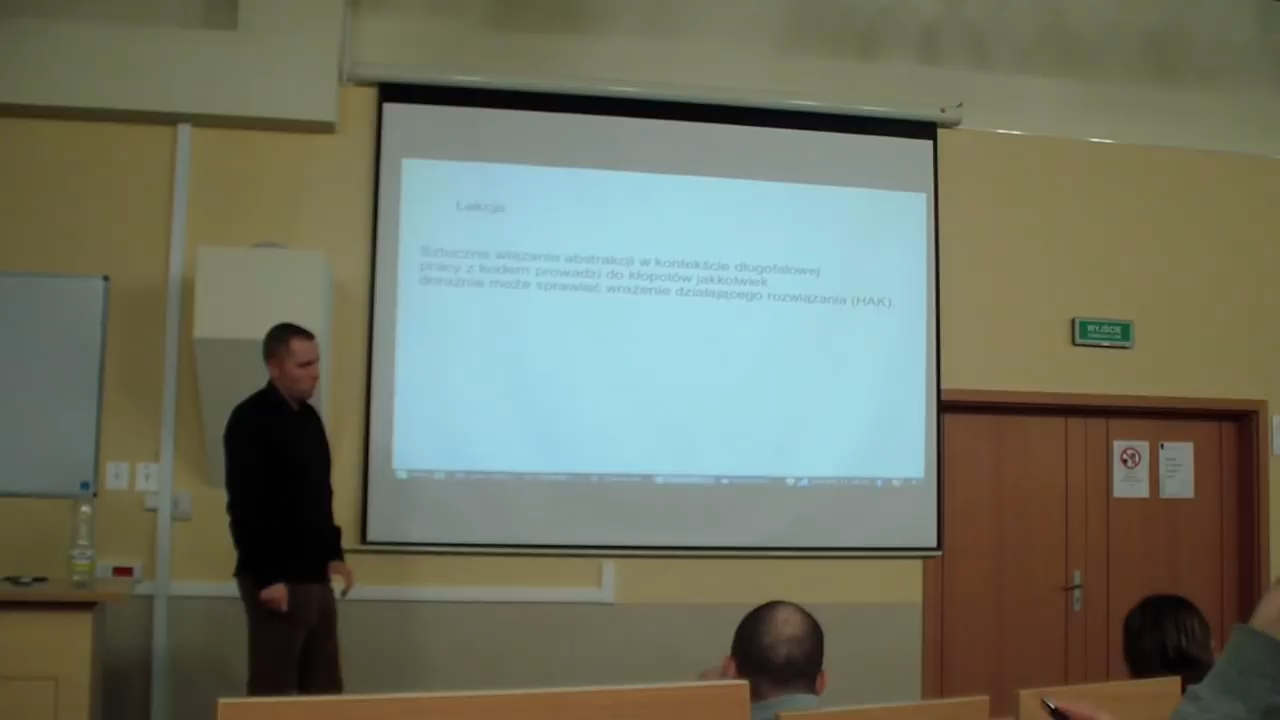 Lekcja
Sztuczne wiązanie abstrakcji w kontekście długofalowej
pracy z kodem prowadzi do kłopotów jakkolwiek
doraźnie może sprawiać wrażenie działającego rozwiązania (HAK).
WYJŚCIE